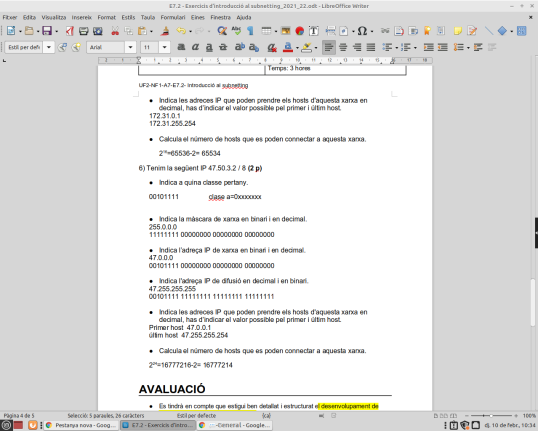 E7.2 - Exercicis d'introducció al subnetting_2021_22.odt - LibreOffice Writer
Fitxer Edita Visualitza Insereix Format Estils Taula Formulari Eines Finestra Ajuda
Estil per defe Arial 11
Temps: 3 hores
UF2-NF1-A7-E7.2- Introducció al subnetting
● Indica les adreces IP que poden prendre els hosts d'aquesta xarxa en
decimal, has d'indicar el valor possible pel primer i últim host.
172.31.0.1
172.31.255.254
● Calcula el número de hosts que es poden connectar a aquesta xarxa.
2¹⁶=65536-2= 65534
6) Tenim la següent IP 47.50.3.2 / 8 (2 p)
● Indica a quina classe pertany.
00101111 clase a=0xxxxxxx
● Indica la màscara de xarxa en binari i en decimal.
255.0.0.0
11111111 00000000 00000000 00000000
● Indica l'adreça IP de xarxa en binari i en decimal.
47.0.0.0
00101111 00000000 00000000 00000000
● Indica l'adreça IP de difusió en decimal i en binari.
47.255.255.255
00101111 11111111 11111111 11111111
● Indica les adreces IP que poden prendre els hosts d'aquesta xarxa en
decimal, has d'indicar el valor possible pel primer i últim host.
Primer host 47.0.0.1
últim host 47.255.255.254
● Calcula el número de hosts que es poden connectar a aquesta xarxa.
2²⁴=16777216-2= 16777214
AVALUACIÓ
● Es tindrà en compte que estigui ben detallat i estructurat el desenvolupament de
Pàgina 4 de 5 Selecció: 5 paraules, 26 caràcters Estil per defecte (ca) 100%
Pestanya nova - Google... E7.2 - Exercicis d'intro... - Google... dj, 10 de febr., 10:34